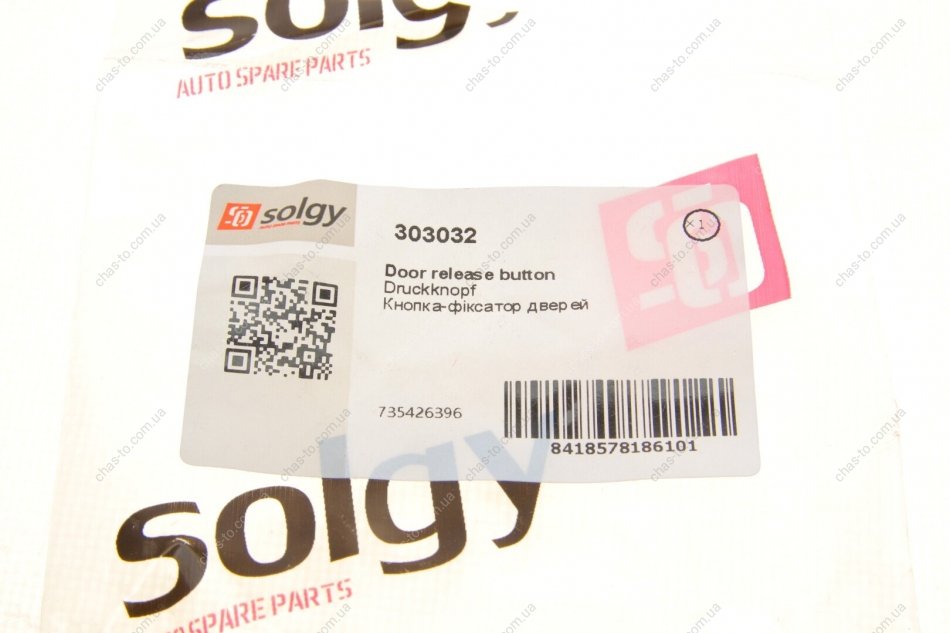 solgy
AUTO SPARE PARTS
solgy
303032
×1
Door release button
Druckknopf
Кнопка-фіксатор дверей
735426396
8418578186101
solgy
SPARE PARTS
chas-to.com.ua